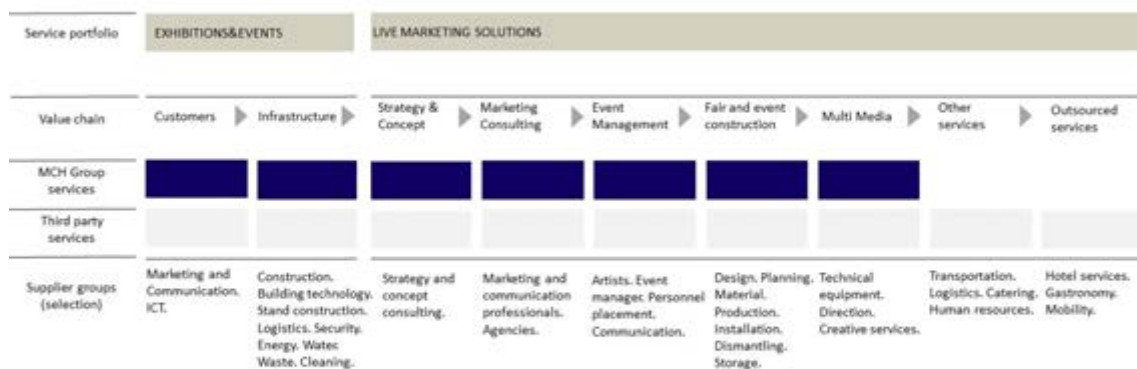 Service portfolio
EXHIBITIONS&EVENTS
LIVE MARKETING SOLUTIONS
Value chain
Customers
Infrastructure
Strategy &
Concept
Marketing
Consulting
Event
Management
Fair and event
construction
Multi Media
Other
services
Outsourced
services
MCH Group
services
Third party
services
Supplier groups
(selection)
Marketing and
Communication.
ICT.
Construction.
Building technology.
Stand construction.
Logistics. Security.
Energy. Water.
Waste. Cleaning.
Strategy and
concept
consulting.
Marketing and
communication
professionals.
Agencies.
Artists. Event
manager. Personnel
placement.
Communication.
Design. Planning.
Material.
Production.
Installation.
Dismantling.
Storage.
Technical
equipment.
Direction.
Creative services.
Transportation.
Logistics. Catering.
Human resources.
Hotel services.
Gastronomy.
Mobility.